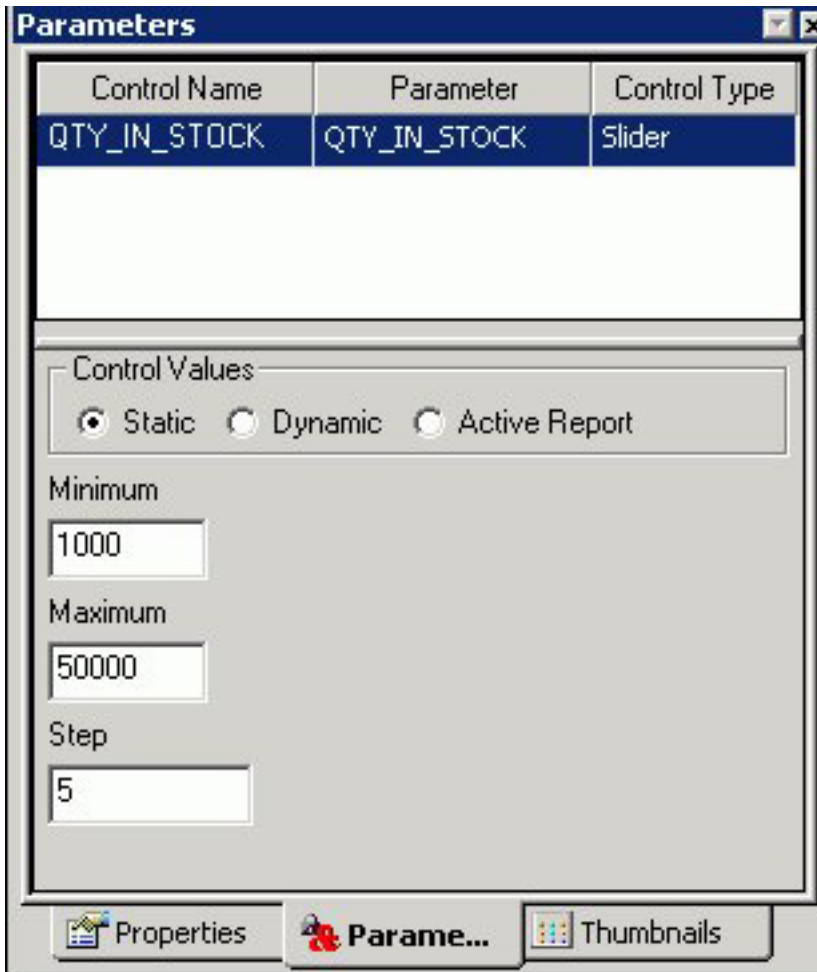 Parameters
Control Name Parameter Control Type
QTY_IN_STOCK QTY_IN_STOCK Slider
Control Values
Static Dynamic Active Report
Minimum
1000
Maximum
50000
Step
5
Properties Parame... Thumbnails